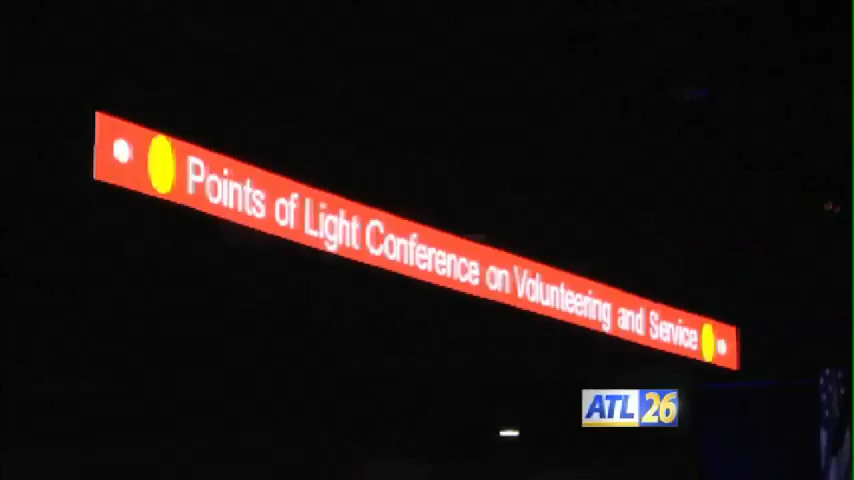 Points of Light Conference on Volunteering and Service
ATL 26